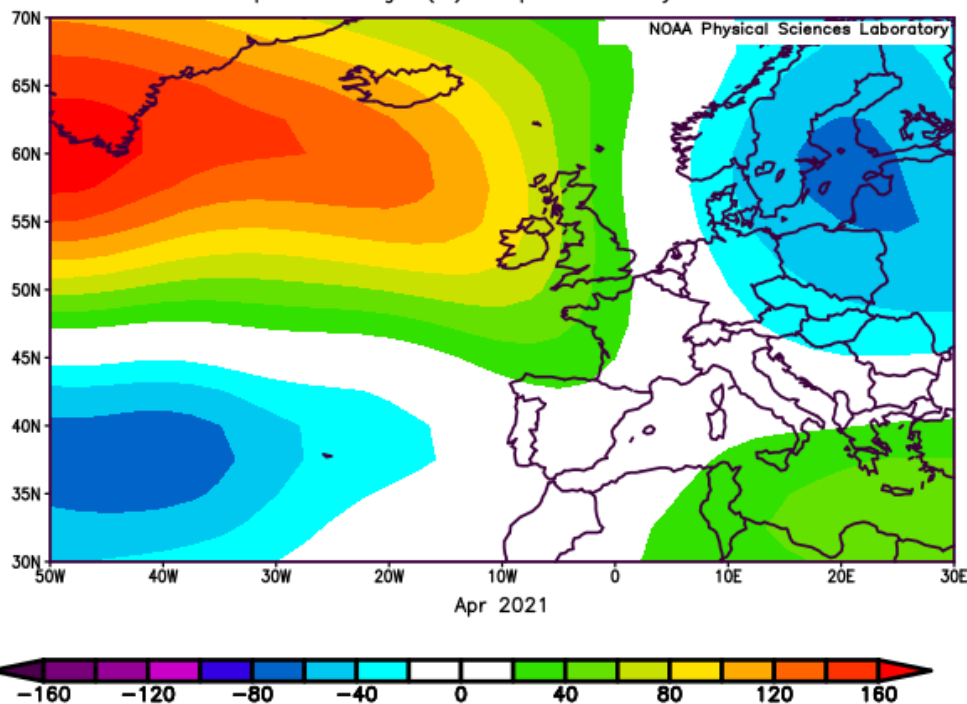 70N
NOAA Physical Sciences Laboratory
65N
60N
55N
50N
45N
40N
35N
30N
50W 40W 30W 20W 10W 0 10E 20E 30E
Apr 2021
−160 −120 −80 −40 0 40 80 120 160